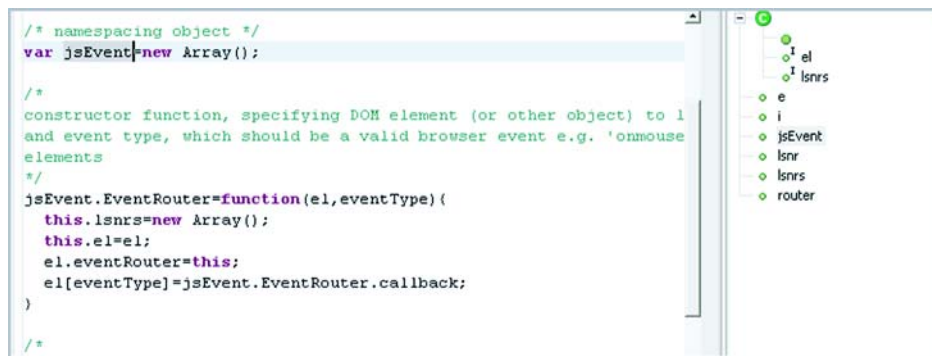 /* namespacing object */
var jsEvent=new Array();
/*
constructor function, specifying DOM element (or other object) to l
and event type, which should be a valid browser event e.g. 'onmouse
elements
*/
jsEvent.EventRouter=function(el,eventType){
this.lsnrs=new Array();
this.el=el;
el.eventRouter=this;
el[eventType]=jsEvent.EventRouter.callback;
}
/*
C
I el
I lsnrs
e
i
jsEvent
lsnr
lsnrs
router